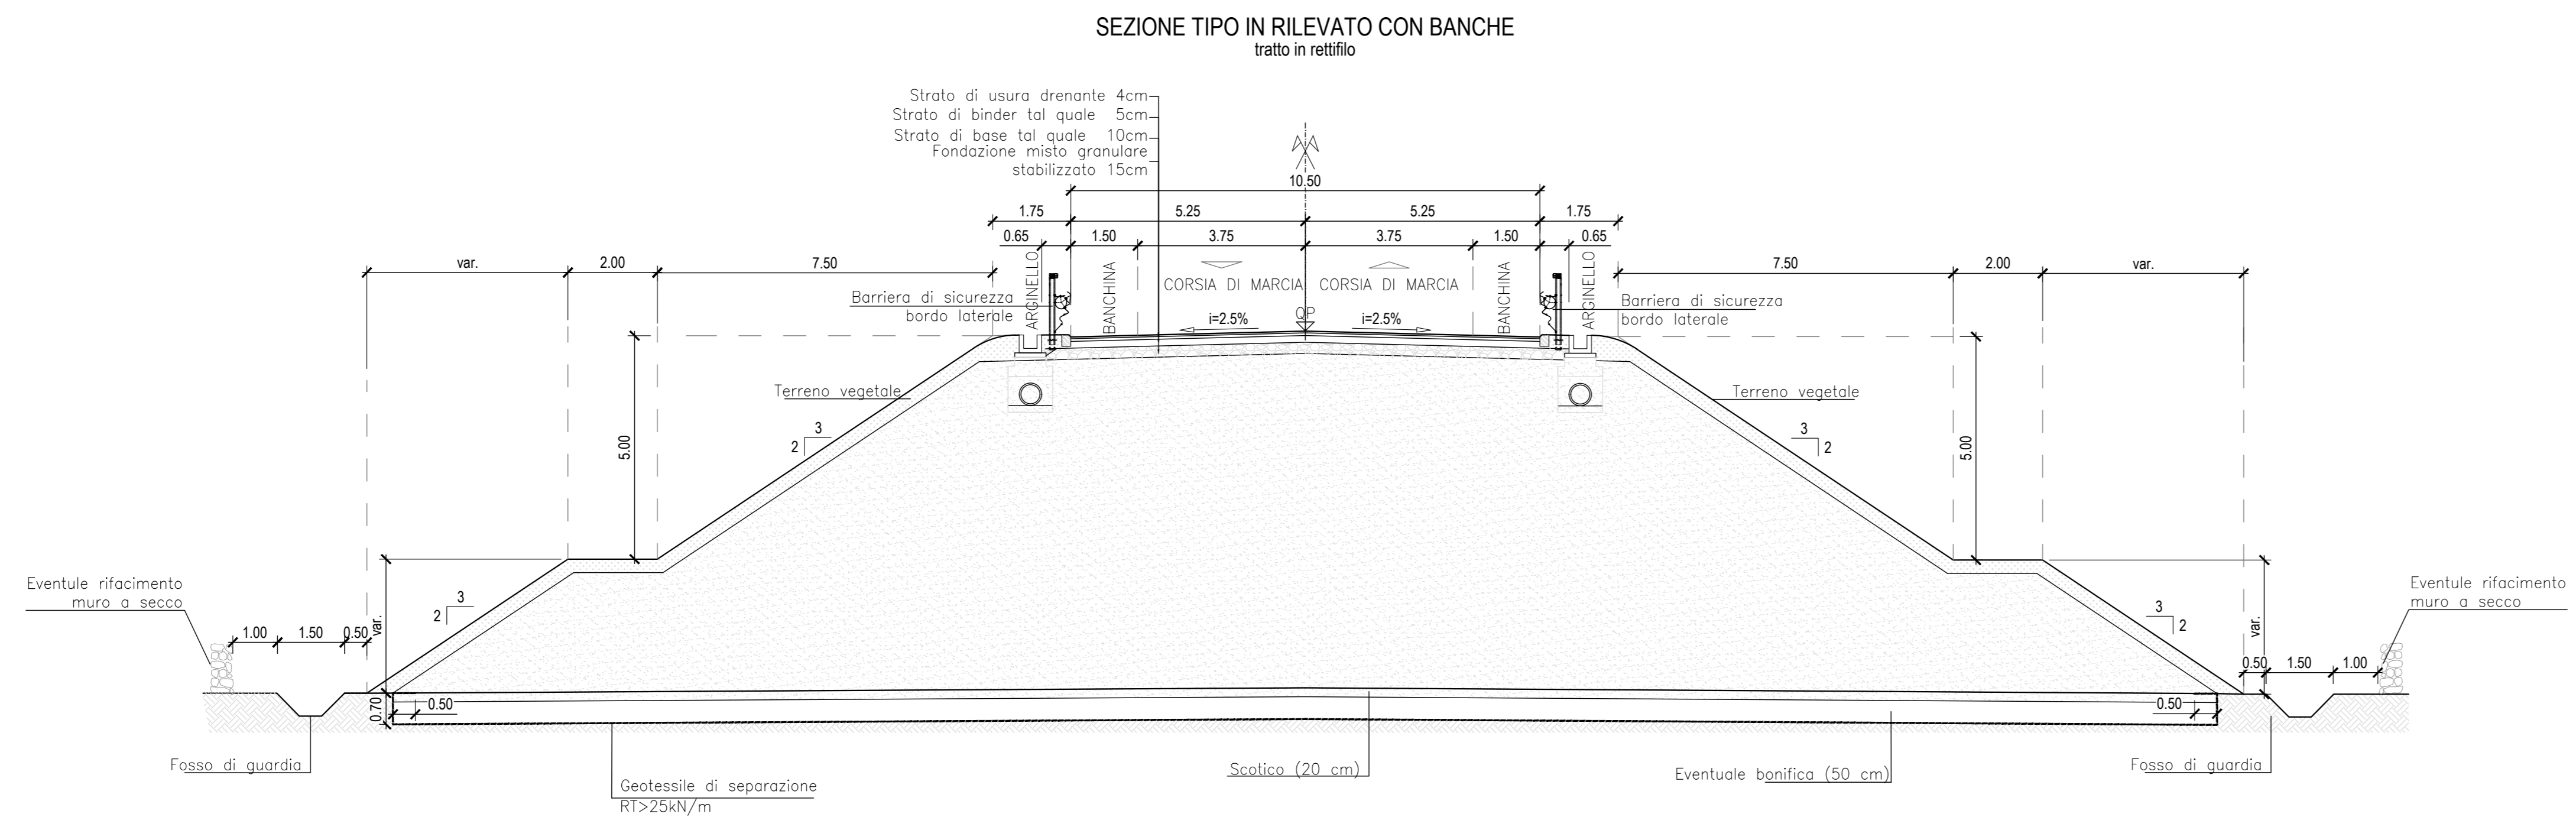 SEZIONE TIPO IN RILEVATO CON BANCHE
tratto in rettifilo
Strato di usura drenante 4cm
Strato di binder tal quale 5cm
Strato di base tal quale 10cm
Fondazione misto granulare
stabilizzato 15cm
10.50
1.75 5.25 5.25 1.75
0.65 1.50 3.75 3.75 1.50 0.65
var. 2.00 7.50 7.50 2.00 var.
ARGINELLO
BANCHINA
CORSIA DI MARCIA
CORSIA DI MARCIA
BANCHINA
ARGINELLO
Barriera di sicurezza
bordo laterale
Barriera di sicurezza
bordo laterale
QP
i=2.5%
i=2.5%
Terreno vegetale
Terreno vegetale
3
2
3
2
5.00
5.00
Eventule rifacimento
muro a secco
Eventule rifacimento
muro a secco
3
2
3
2
var.
var.
1.00 1.50 0.50
0.50 1.50 1.00
0.70
0.50
0.50
Fosso di guardia
Geotessile di separazione
RT>25kN/m
Scotico (20 cm)
Eventuale bonifica (50 cm)
Fosso di guardia